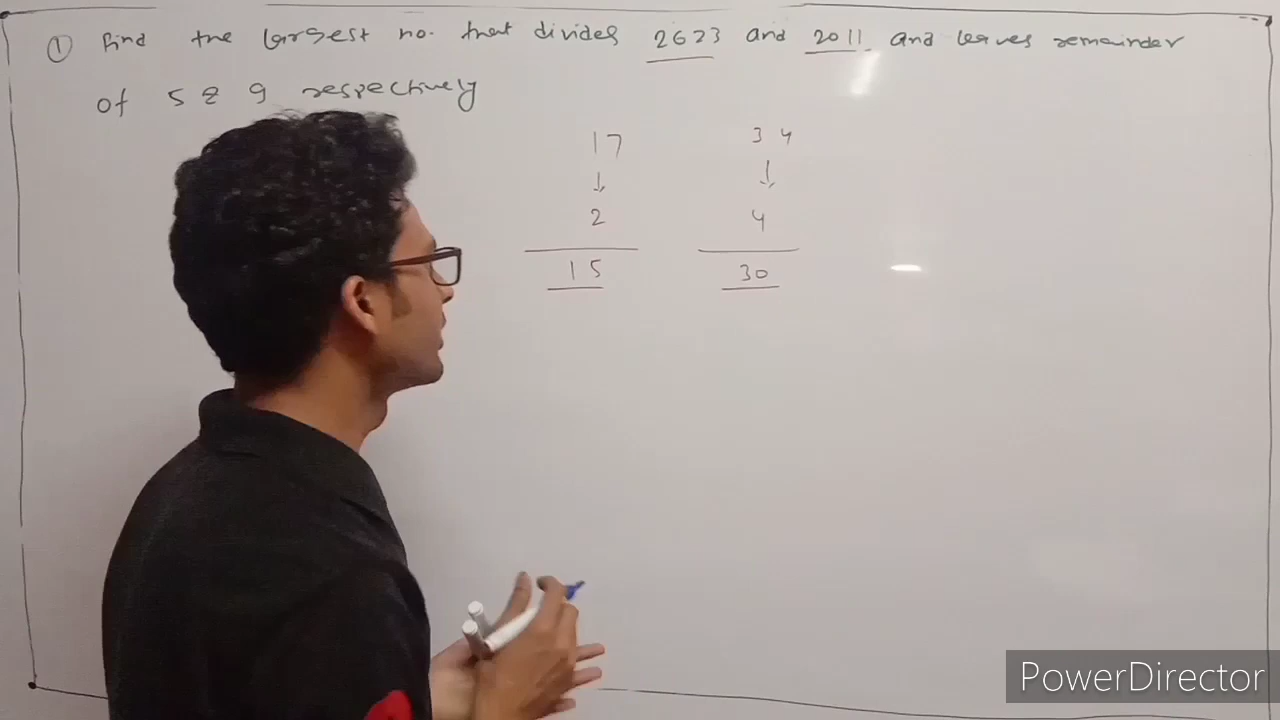 ① Find the largest no. that divides 2623 and 2011 and leaves remainder
of 5 & 9 respectively
17 34
↓ ↓
2 4
15 30
PowerDirector